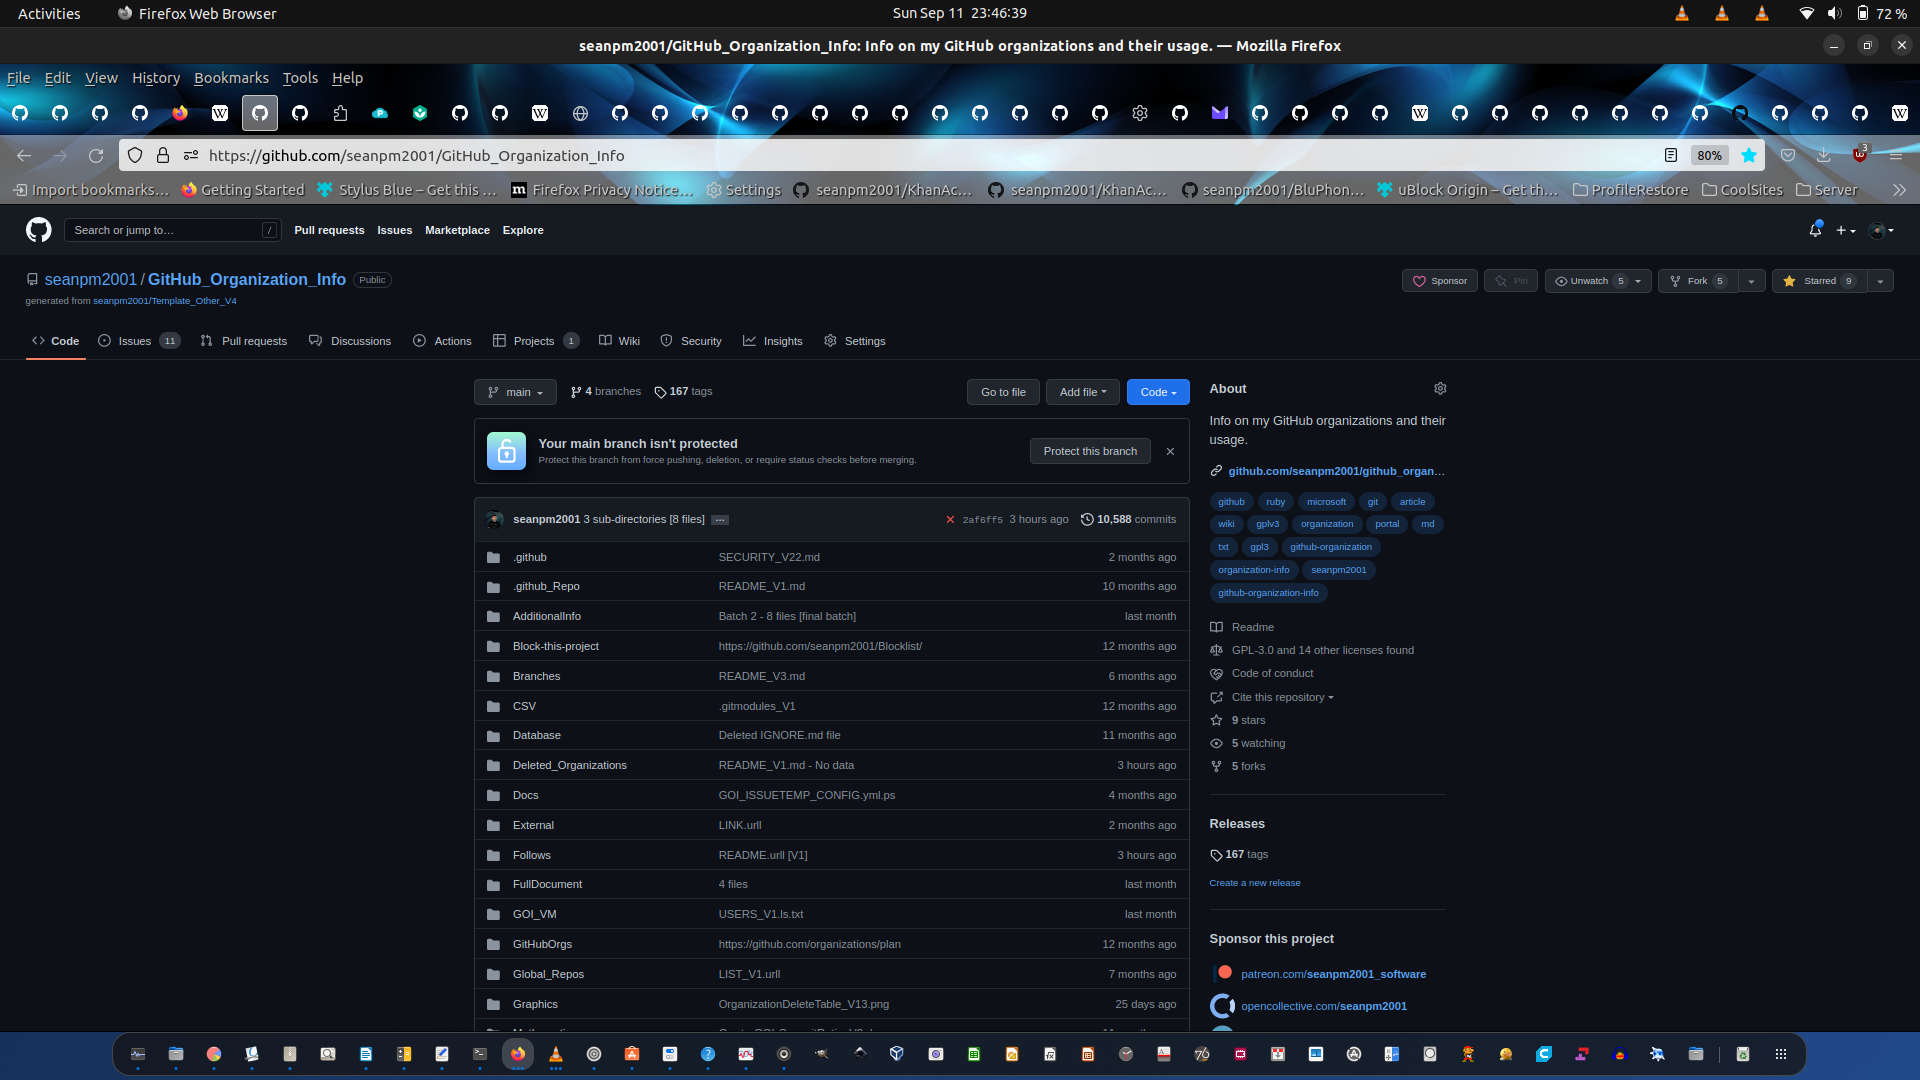 Activities
Firefox Web Browser
Sun Sep 11 23:46:39
72 %
seanpm2001/GitHub_Organization_Info: Info on my GitHub organizations and their usage. — Mozilla Firefox
File Edit View History Bookmarks Tools Help
https://github.com/seanpm2001/GitHub_Organization_Info
80%
3
Import bookmarks… Getting Started Stylus Blue – Get this … Firefox Privacy Notice… Settings seanpm2001/KhanAc… seanpm2001/KhanAc… seanpm2001/BluPhon… uBlock Origin – Get th… ProfileRestore CoolSites Server
Search or jump to… / Pull requests Issues Marketplace Explore
seanpm2001 / GitHub_Organization_Info Public
generated from seanpm2001/Template_Other_V4
Sponsor Pin Unwatch 5 Fork 5 Starred 9
Code Issues 11 Pull requests Discussions Actions Projects 1 Wiki Security Insights Settings
main 4 branches 167 tags Go to file Add file Code
Your main branch isn't protected
Protect this branch from force pushing, deletion, or require status checks before merging.
Protect this branch
seanpm2001 3 sub-directories [8 files] … 2af6ff5 3 hours ago 10,588 commits
.github SECURITY_V22.md 2 months ago
.github_Repo README_V1.md 10 months ago
AdditionalInfo Batch 2 - 8 files [final batch] last month
Block-this-project https://github.com/seanpm2001/Blocklist/ 12 months ago
Branches README_V3.md 6 months ago
CSV .gitmodules_V1 12 months ago
Database Deleted IGNORE.md file 11 months ago
Deleted_Organizations README_V1.md - No data 3 hours ago
Docs GOI_ISSUETEMP_CONFIG.yml.ps 4 months ago
External LINK.urll 2 months ago
Follows README.urll [V1] 3 hours ago
FullDocument 4 files last month
GOI_VM USERS_V1.ls.txt last month
GitHubOrgs https://github.com/organizations/plan 12 months ago
Global_Repos LIST_V1.urll 7 months ago
Graphics OrganizationDeleteTable_V13.png 25 days ago
About
Info on my GitHub organizations and their
usage.
github.com/seanpm2001/github_organ…
github ruby microsoft git article
wiki gplv3 organization portal md
txt gpl3 github-organization
organization-info seanpm2001
github-organization-info
Readme
GPL-3.0 and 14 other licenses found
Code of conduct
Cite this repository
9 stars
5 watching
5 forks
Releases
167 tags
Create a new release
Sponsor this project
patreon.com/seanpm2001_software
opencollective.com/seanpm2001